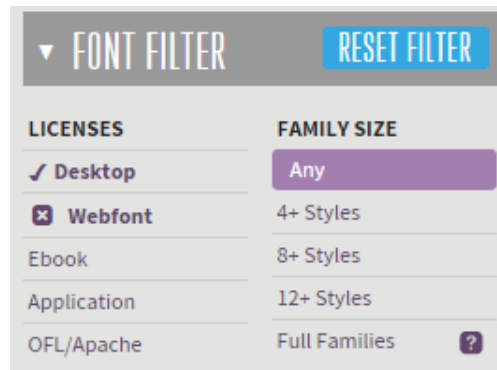 FONT FILTER
RESET FILTER
LICENSES
Desktop
Webfont
Ebook
Application
OFL/Apache
FAMILY SIZE
Any
4+ Styles
8+ Styles
12+ Styles
Full Families ?